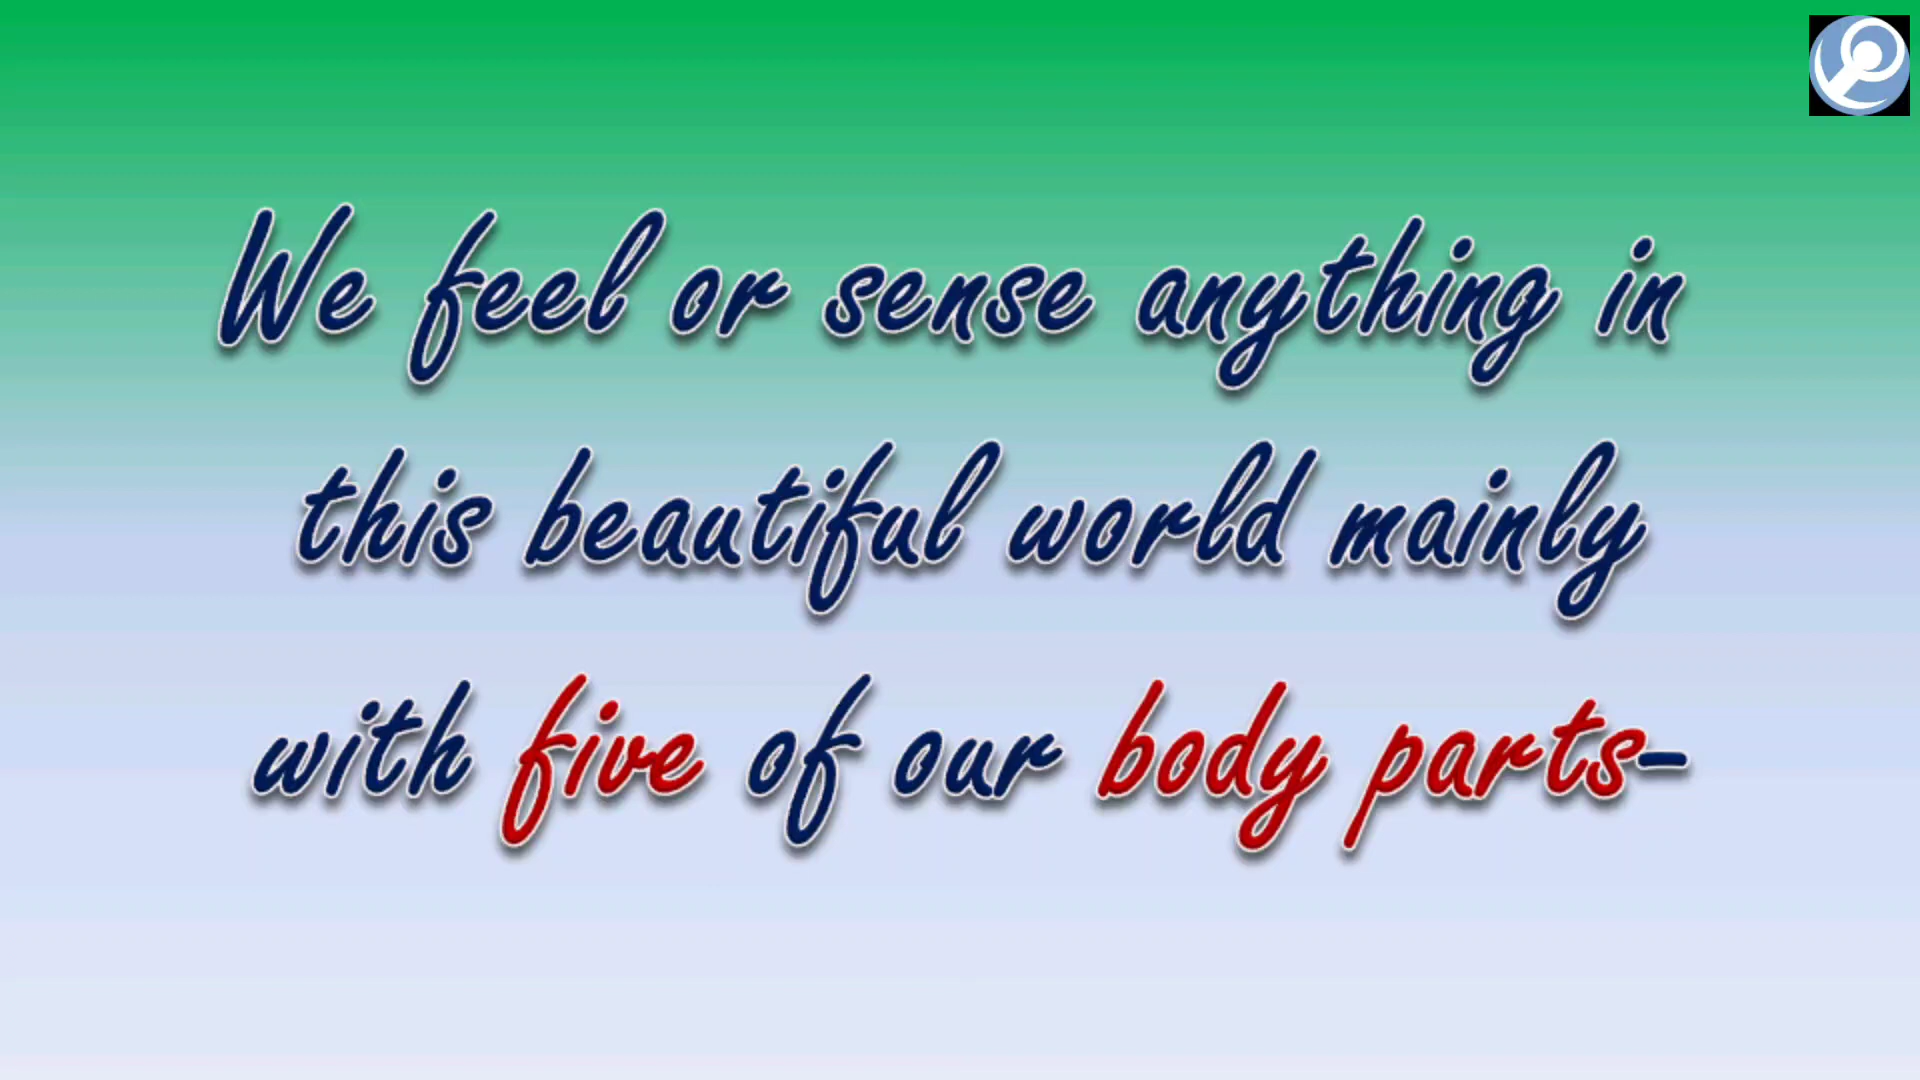 We feel or sense anything in
this beautiful world mainly
with five of our body parts-